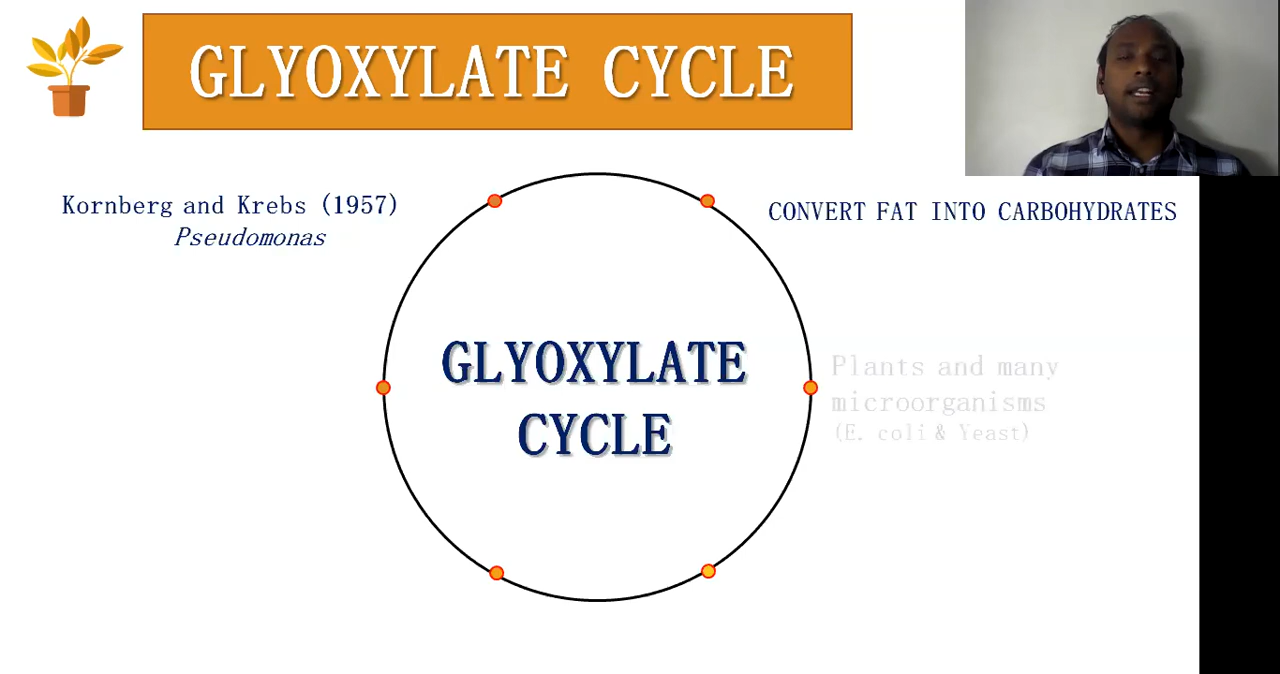 GLYOXYLATE CYCLE
Kornberg and Krebs (1957)
Pseudomonas
CONVERT FAT INTO CARBOHYDRATES
GLYOXYLATE
CYCLE
Plants and many
microorganisms
(E. coli & Yeast)